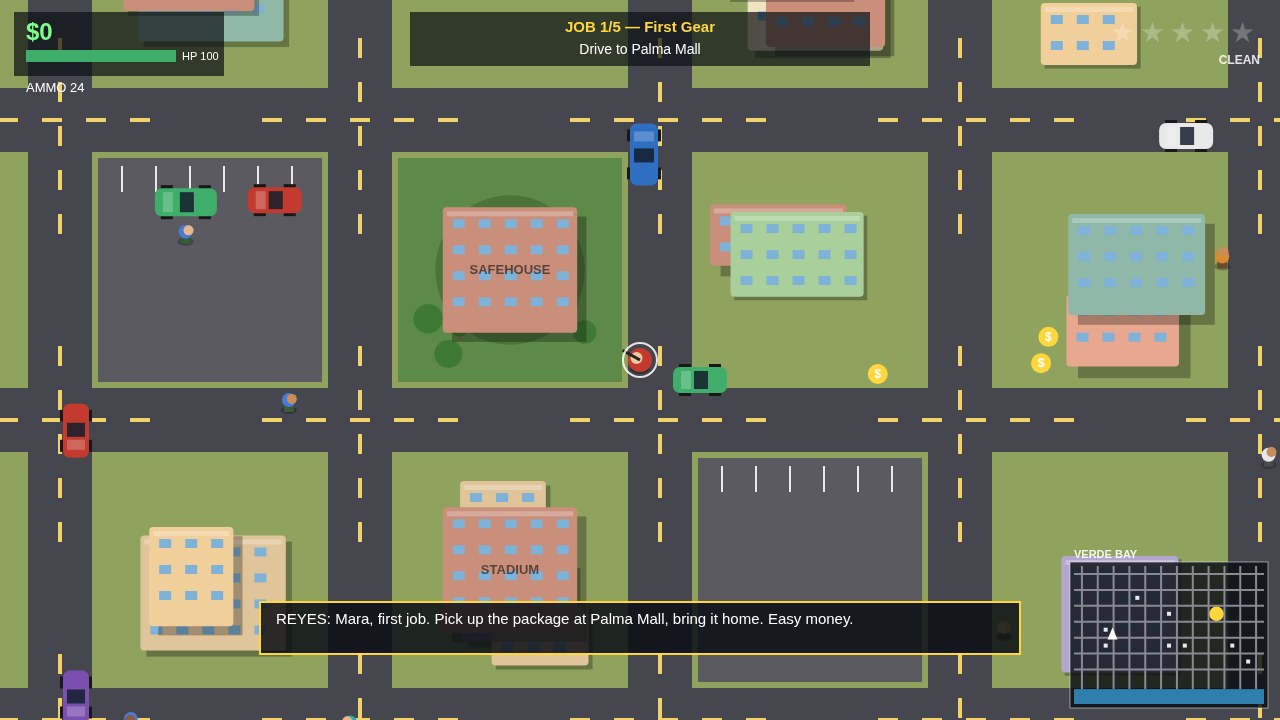 $0
HP 100
AMMO 24
JOB 1/5 — First Gear
Drive to Palma Mall
CLEAN
SAFEHOUSE
$
$
$
STADIUM
VERDE BAY
REYES: Mara, first job. Pick up the package at Palma Mall, bring it home. Easy money.